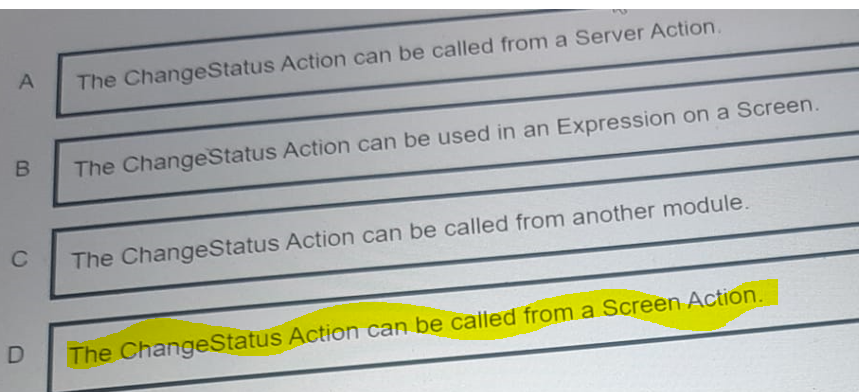 A The ChangeStatus Action can be called from a Server Action.
B The ChangeStatus Action can be used in an Expression on a Screen.
C The ChangeStatus Action can be called from another module.
D The ChangeStatus Action can be called from a Screen Action.